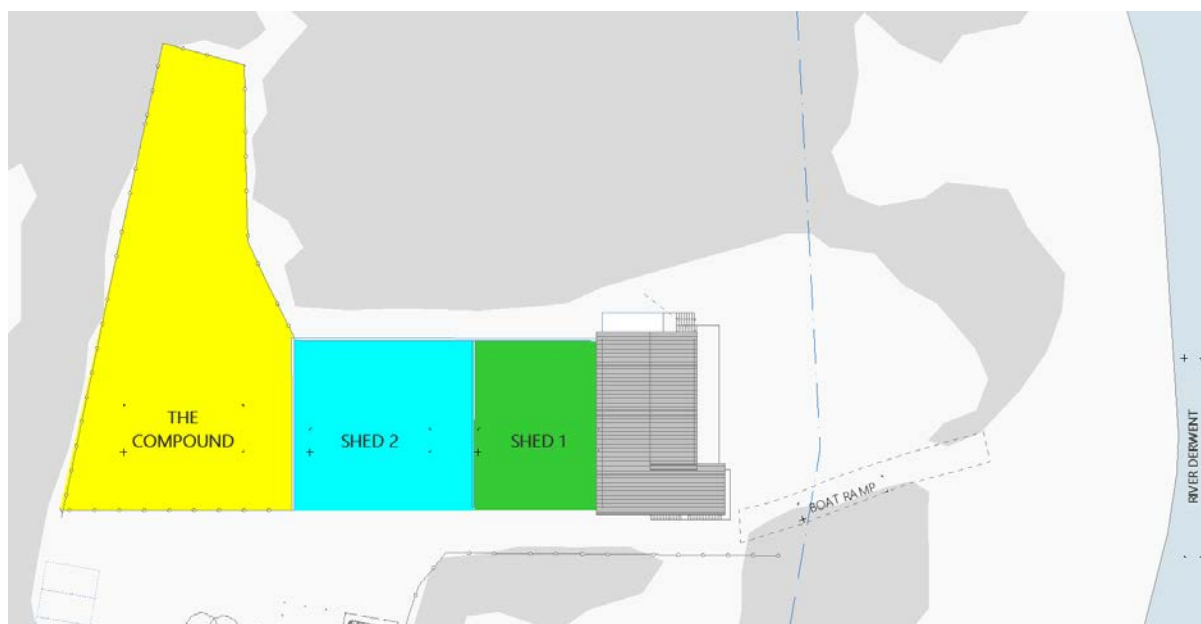 THE
COMPOUND
SHED 2
SHED 1
BOAT RAMP
RIVER DERWENT